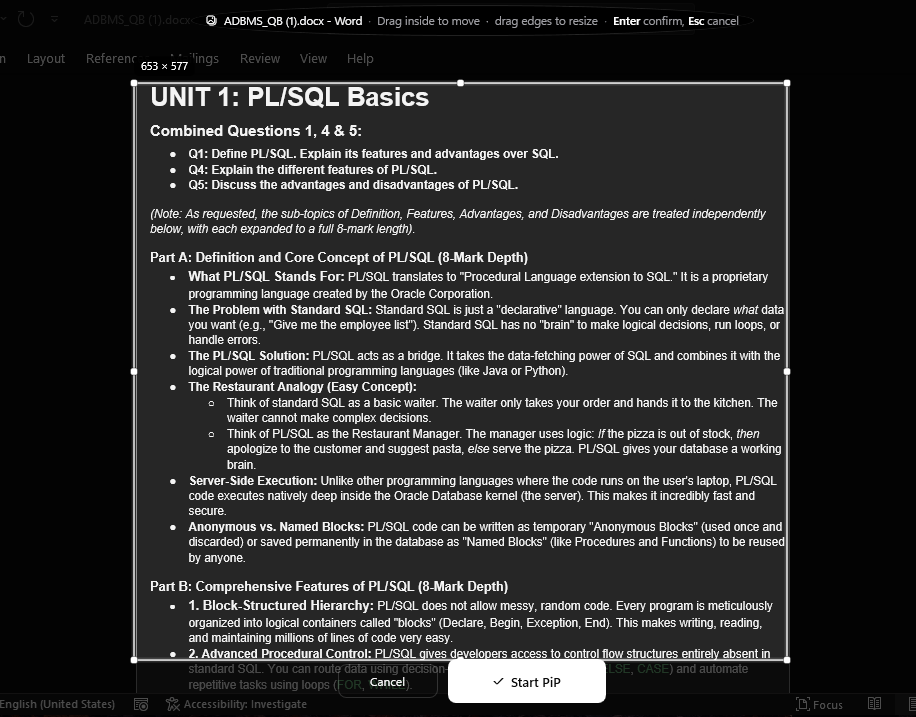 ADBMS_QB (1).docx
ADBMS_QB (1).docx - Word · Drag inside to move · drag edges to resize · Enter confirm, Esc cancel
Layout Review View Help
653 × 577
UNIT 1: PL/SQL Basics
Combined Questions 1, 4 & 5:
● Q1: Define PL/SQL. Explain its features and advantages over SQL.
● Q4: Explain the different features of PL/SQL.
● Q5: Discuss the advantages and disadvantages of PL/SQL.
(Note: As requested, the sub-topics of Definition, Features, Advantages, and Disadvantages are treated independently
below, with each expanded to a full 8-mark length).
Part A: Definition and Core Concept of PL/SQL (8-Mark Depth)
● What PL/SQL Stands For: PL/SQL translates to "Procedural Language extension to SQL." It is a proprietary
programming language created by the Oracle Corporation.
● The Problem with Standard SQL: Standard SQL is just a "declarative" language. You can only declare what data
you want (e.g., "Give me the employee list"). Standard SQL has no "brain" to make logical decisions, run loops, or
handle errors.
● The PL/SQL Solution: PL/SQL acts as a bridge. It takes the data-fetching power of SQL and combines it with the
logical power of traditional programming languages (like Java or Python).
● The Restaurant Analogy (Easy Concept):
○ Think of standard SQL as a basic waiter. The waiter only takes your order and hands it to the kitchen. The
waiter cannot make complex decisions.
○ Think of PL/SQL as the Restaurant Manager. The manager uses logic: If the pizza is out of stock, then
apologize to the customer and suggest pasta, else serve the pizza. PL/SQL gives your database a working
brain.
● Server-Side Execution: Unlike other programming languages where the code runs on the user's laptop, PL/SQL
code executes natively deep inside the Oracle Database kernel (the server). This makes it incredibly fast and
secure.
● Anonymous vs. Named Blocks: PL/SQL code can be written as temporary "Anonymous Blocks" (used once and
discarded) or saved permanently in the database as "Named Blocks" (like Procedures and Functions) to be reused
by anyone.
Part B: Comprehensive Features of PL/SQL (8-Mark Depth)
● 1. Block-Structured Hierarchy: PL/SQL does not allow messy, random code. Every program is meticulously
organized into logical containers called "blocks" (Declare, Begin, Exception, End). This makes writing, reading,
and maintaining millions of lines of code very easy.
● 2. Advanced Procedural Control: PL/SQL gives developers access to control flow structures entirely absent in
standard SQL. You can route data using decision- CASE) and automate
repetitive tasks using loops (FOR,
Cancel
✓ Start PiP
English (United States) Accessibility: Investigate Focus